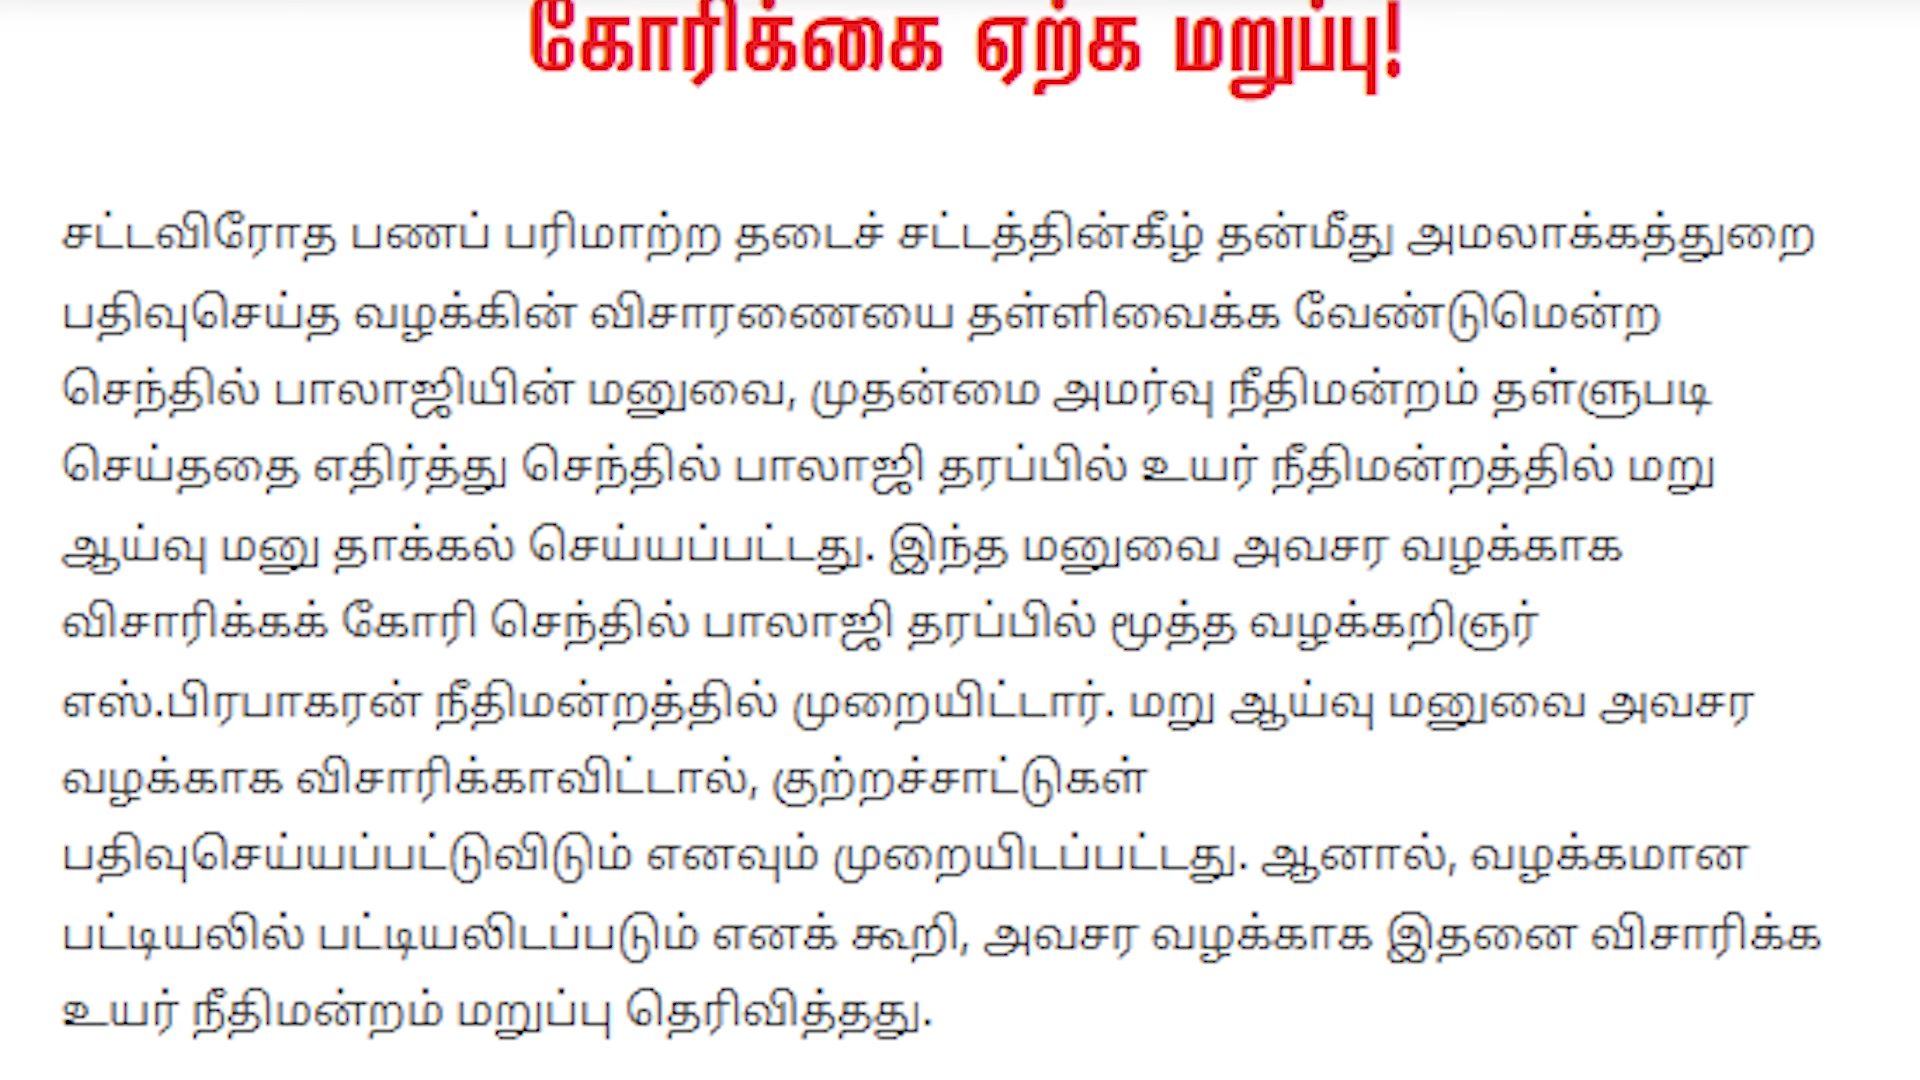 கோரிக்கை ஏற்க மறுப்பு!
சட்டவிரோத பணப் பரிமாற்ற தடைச் சட்டத்தின்கீழ் தன்மீது அமலாக்கத்துறை
பதிவுசெய்த வழக்கின் விசாரணையை தள்ளிவைக்க வேண்டுமென்ற
செந்தில் பாலாஜியின் மனுவை, முதன்மை அமர்வு நீதிமன்றம் தள்ளுபடி
செய்ததை எதிர்த்து செந்தில் பாலாஜி தரப்பில் உயர் நீதிமன்றத்தில் மறு
ஆய்வு மனு தாக்கல் செய்யப்பட்டது. இந்த மனுவை அவசர வழக்காக
விசாரிக்கக் கோரி செந்தில் பாலாஜி தரப்பில் மூத்த வழக்கறிஞர்
எஸ்.பிரபாகரன் நீதிமன்றத்தில் முறையிட்டார். மறு ஆய்வு மனுவை அவசர
வழக்காக விசாரிக்காவிட்டால், குற்றச்சாட்டுகள்
பதிவுசெய்யப்பட்டுவிடும் எனவும் முறையிடப்பட்டது. ஆனால், வழக்கமான
பட்டியலில் பட்டியலிடப்படும் எனக் கூறி, அவசர வழக்காக இதனை விசாரிக்க
உயர் நீதிமன்றம் மறுப்பு தெரிவித்தது.